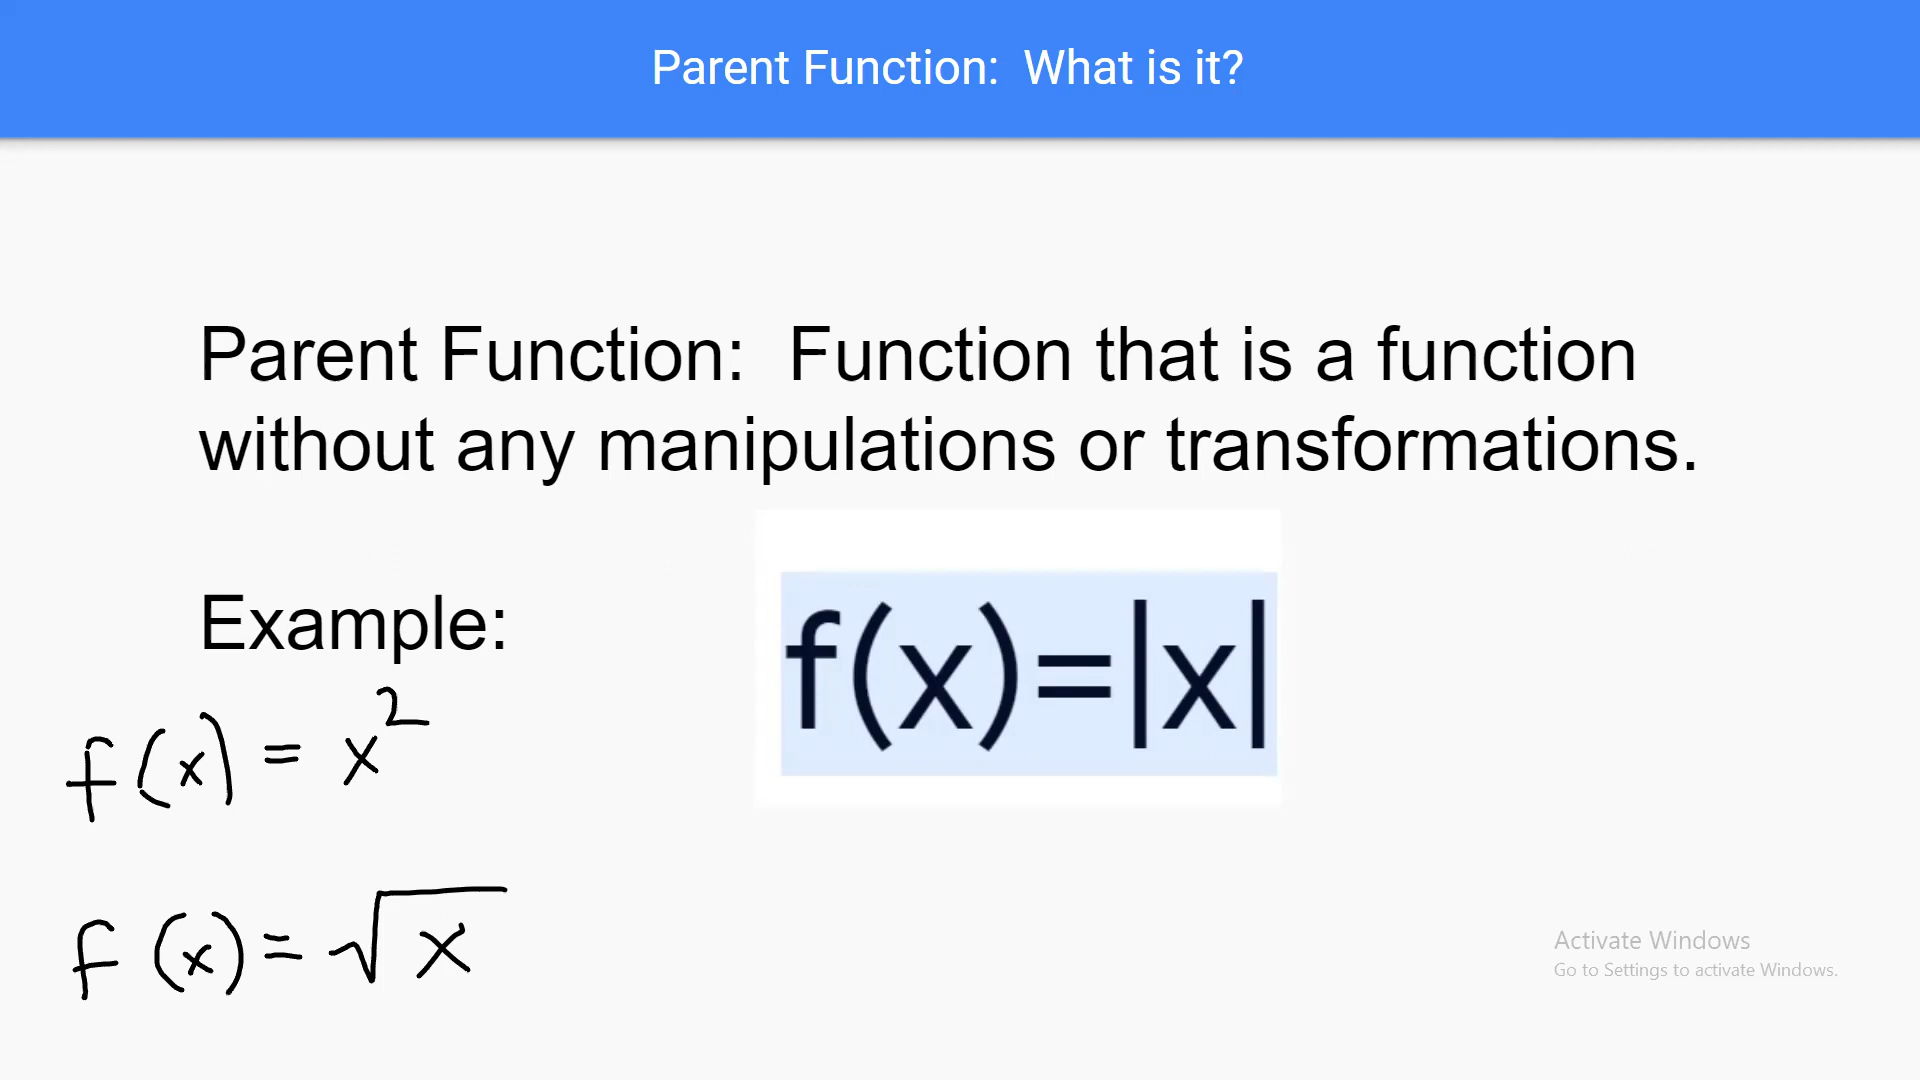 Parent Function:  What is it?
Parent Function:  Function that is a function
without any manipulations or transformations.
Example:
f(x)=|x|
f(x) = x²
f(x) = √x
Activate Windows
Go to Settings to activate Windows.